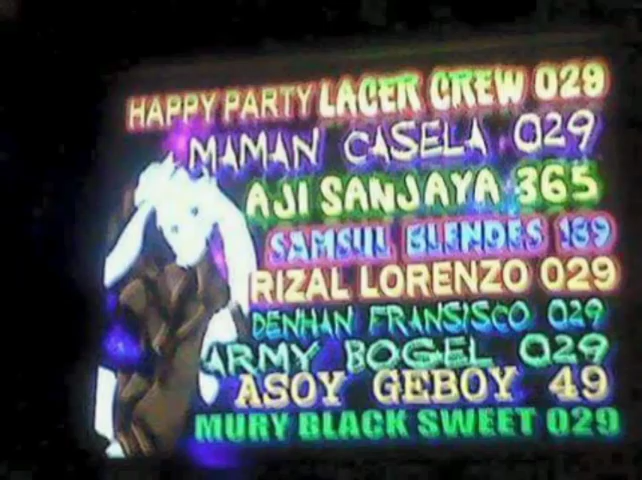 HAPPY PARTY LACER CREW 029
MAMAN CASELA 029
AJI SANJAYA 365
SAMSUL BLENDES 189
RIZAL LORENZO 029
DENHAN FRANSISCO 029
ARMY BOGEL 029
ASOY GEBOY 49
MURY BLACK SWEET 029